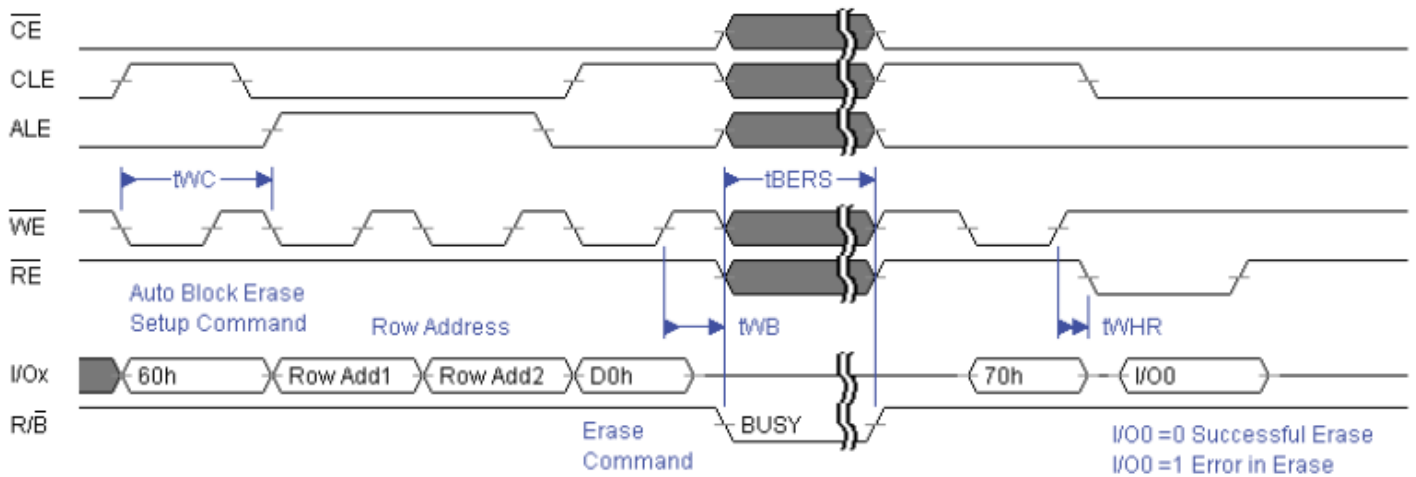 CE
CLE
ALE
tWC
tBERS
WE
RE
Auto Block Erase
Setup Command
Row Address
tWB
tWHR
I/Ox
60h
Row Add1
Row Add2
D0h
70h
I/O0
R/B
BUSY
Erase
Command
I/O0 =0 Successful Erase
I/O0 =1 Error in Erase